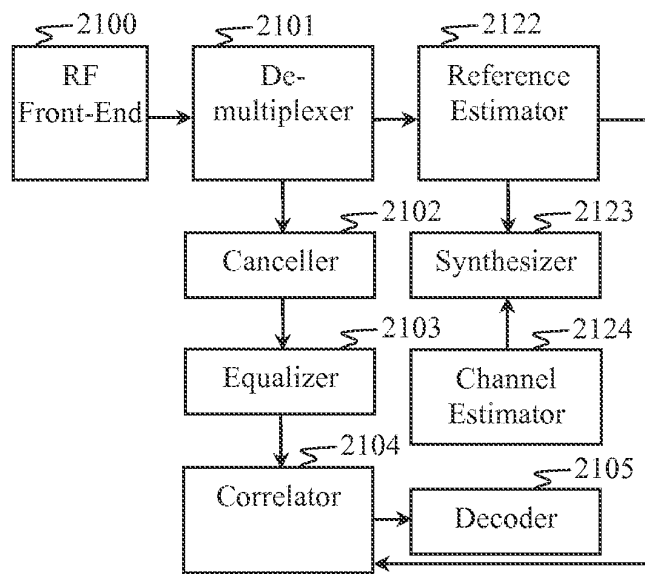 2100
2101
2122
RF
Front-End
De-
multiplexer
Reference
Estimator
2102
2123
Canceller
Synthesizer
2103
2124
Equalizer
Channel
Estimator
2104
2105
Correlator
Decoder